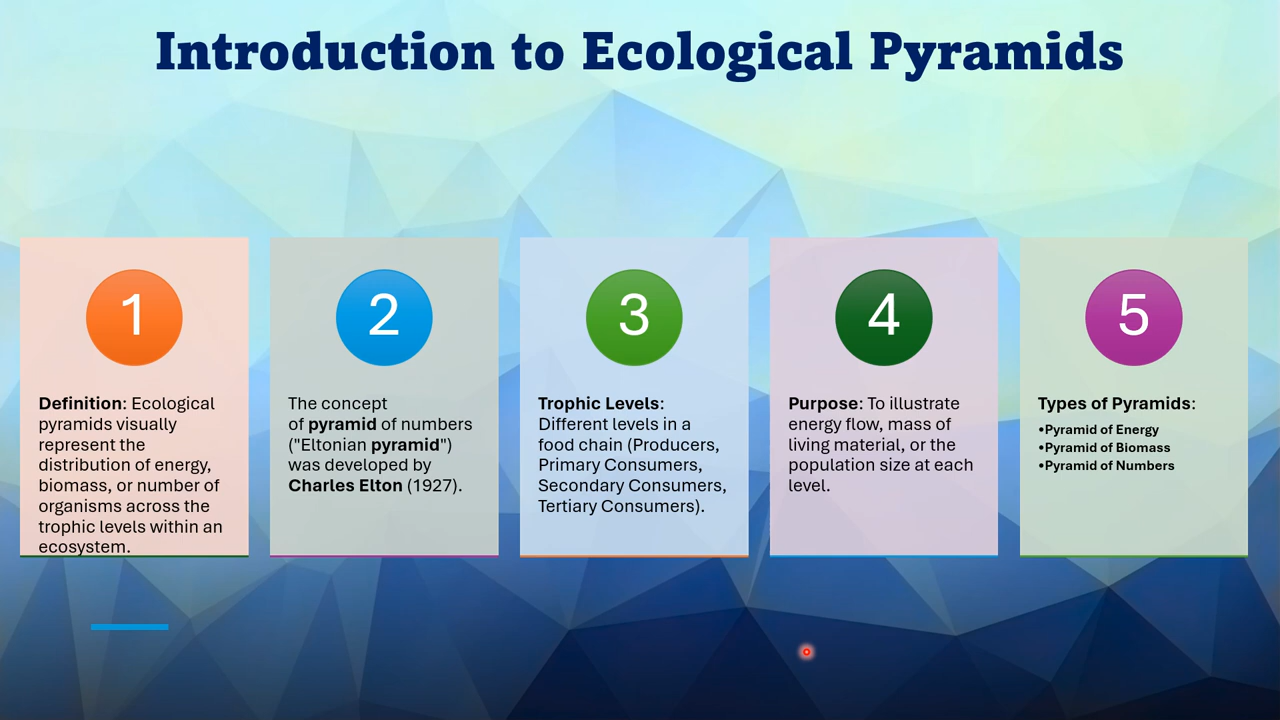 Introduction to Ecological Pyramids
1
Definition: Ecological
pyramids visually
represent the
distribution of energy,
biomass, or number of
organisms across the
trophic levels within an
ecosystem.
2
The concept
of pyramid of numbers
("Eltonian pyramid")
was developed by
Charles Elton (1927).
3
Trophic Levels:
Different levels in a
food chain (Producers,
Primary Consumers,
Secondary Consumers,
Tertiary Consumers).
4
Purpose: To illustrate
energy flow, mass of
living material, or the
population size at each
level.
5
Types of Pyramids:
•Pyramid of Energy
•Pyramid of Biomass
•Pyramid of Numbers